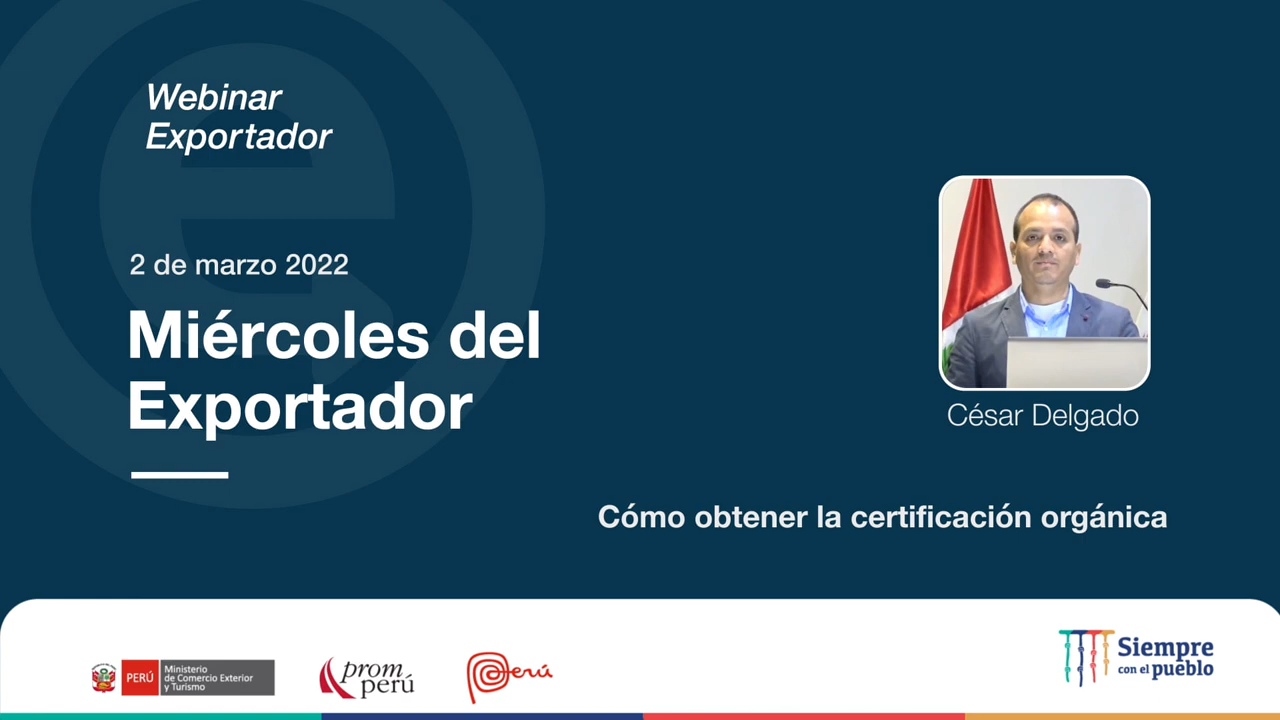 Webinar
Exportador
2 de marzo 2022
Miércoles del
Exportador
César Delgado
Cómo obtener la certificación orgánica
PERÚ
Ministerio
de Comercio Exterior
y Turismo
prom
perú
Perú
Siempre
con el pueblo